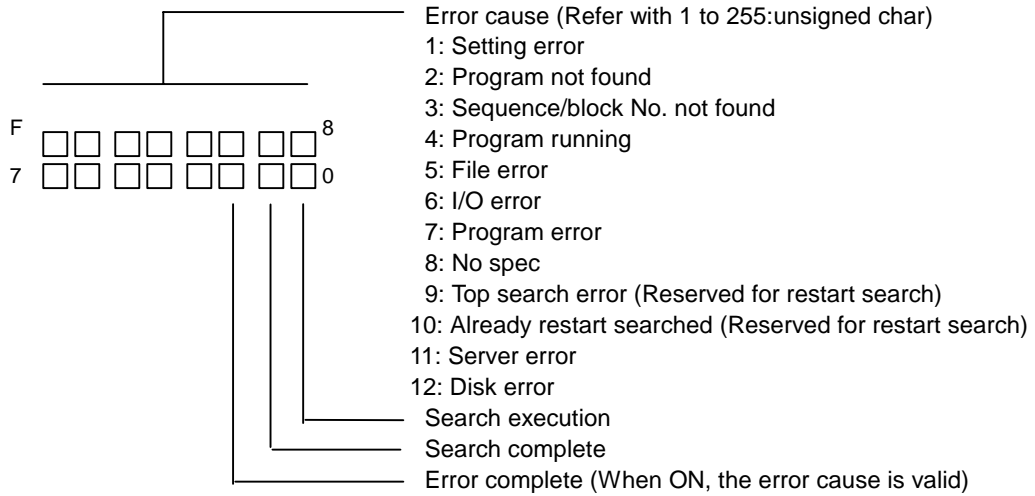 Error cause (Refer with 1 to 255:unsigned char)
1: Setting error
2: Program not found
3: Sequence/block No. not found
4: Program running
5: File error
6: I/O error
7: Program error
8: No spec
9: Top search error (Reserved for restart search)
10: Already restart searched (Reserved for restart search)
11: Server error
12: Disk error
F 8
7 0
Search execution
Search complete
Error complete (When ON, the error cause is valid)